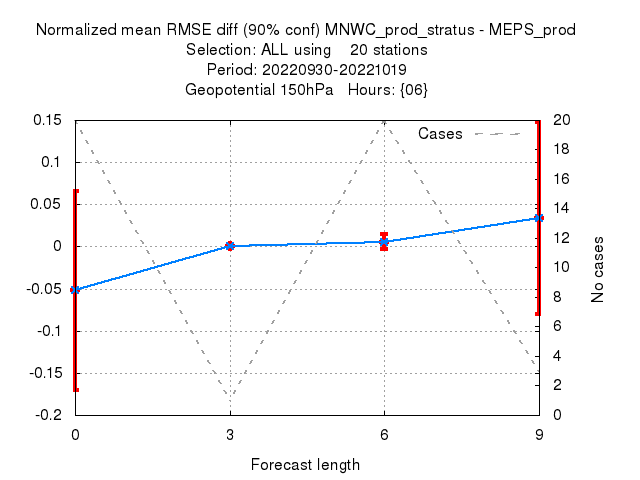 Normalized mean RMSE diff (90% conf) MNWC_prod_stratus - MEPS_prod
Selection: ALL using    20 stations
Period: 20220930-20221019
Geopotential 150hPa   Hours: {06}
Cases
0.15
0.1
0.05
0
-0.05
-0.1
-0.15
-0.2
20
18
16
14
12
10
8
6
4
2
0
No cases
0 3 6 9
Forecast length